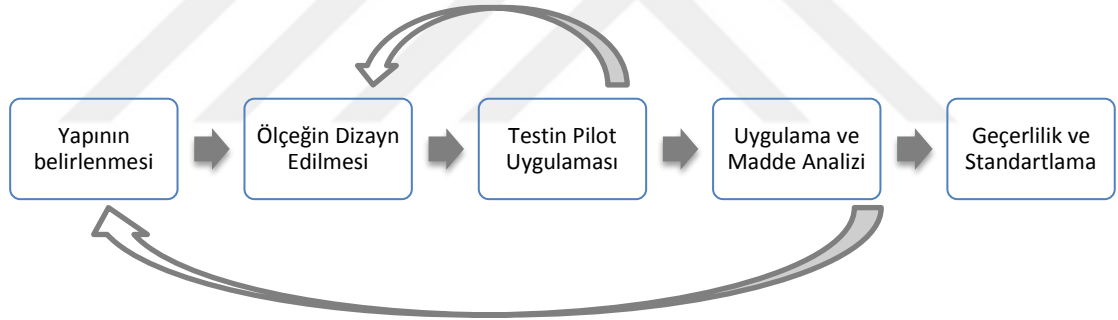 Yapının
belirlenmesi
Ölçeğin Dizayn
Edilmesi
Testin Pilot
Uygulaması
Uygulama ve
Madde Analizi
Geçerlilik ve
Standartlama